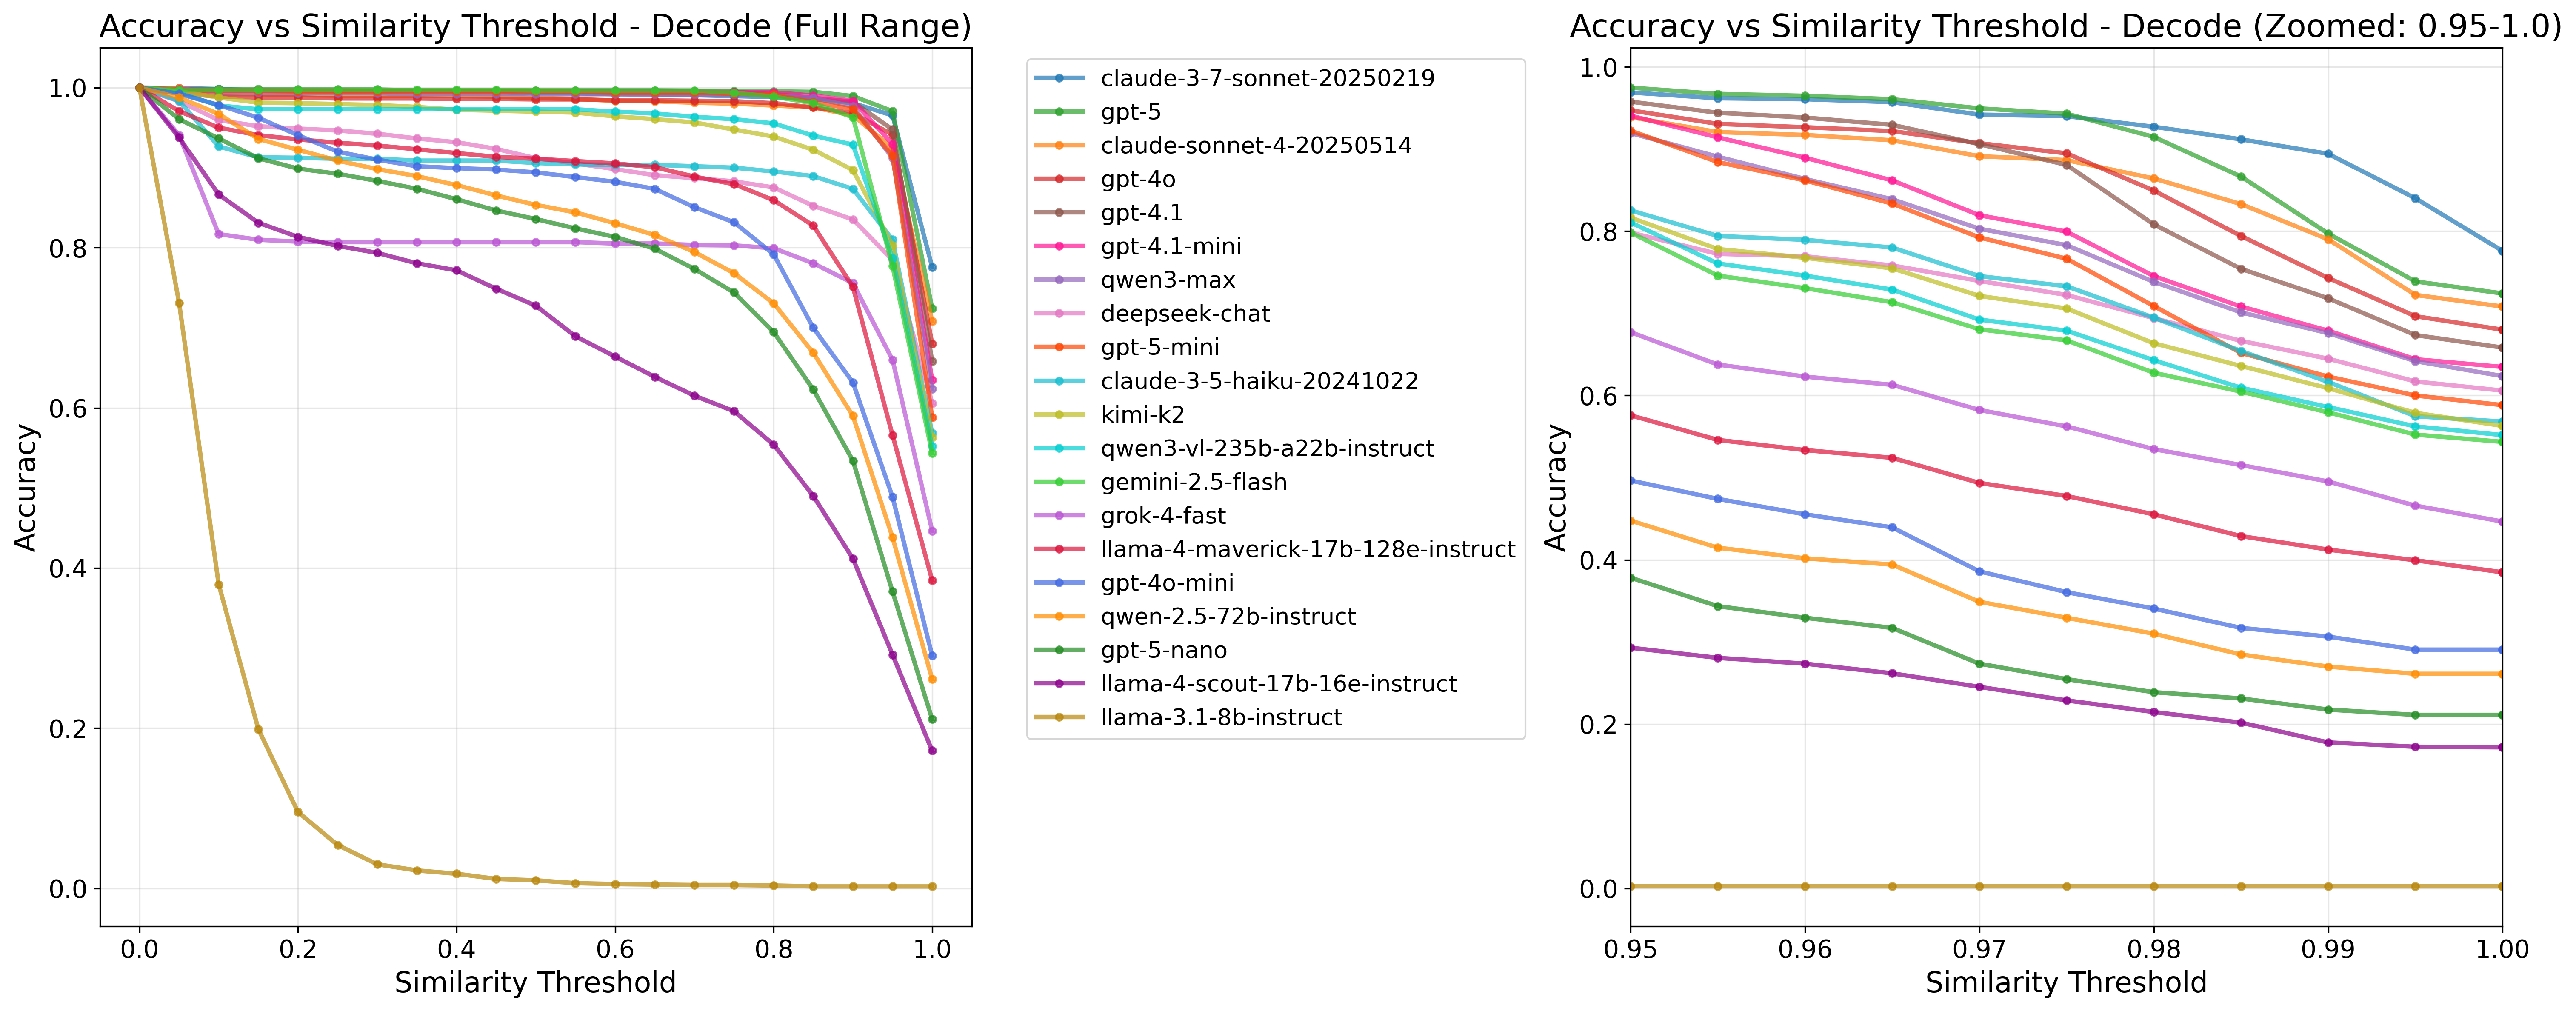 Accuracy vs Similarity Threshold - Decode (Full Range)
1.0
0.8
0.6
0.4
0.2
0.0
Accuracy
0.0 0.2 0.4 0.6 0.8 1.0
Similarity Threshold
claude-3-7-sonnet-20250219
gpt-5
claude-sonnet-4-20250514
gpt-4o
gpt-4.1
gpt-4.1-mini
qwen3-max
deepseek-chat
gpt-5-mini
claude-3-5-haiku-20241022
kimi-k2
qwen3-vl-235b-a22b-instruct
gemini-2.5-flash
grok-4-fast
llama-4-maverick-17b-128e-instruct
gpt-4o-mini
qwen-2.5-72b-instruct
gpt-5-nano
llama-4-scout-17b-16e-instruct
llama-3.1-8b-instruct
Accuracy vs Similarity Threshold - Decode (Zoomed: 0.95-1.0)
1.0
0.8
0.6
0.4
0.2
0.0
Accuracy
0.95 0.96 0.97 0.98 0.99 1.00
Similarity Threshold